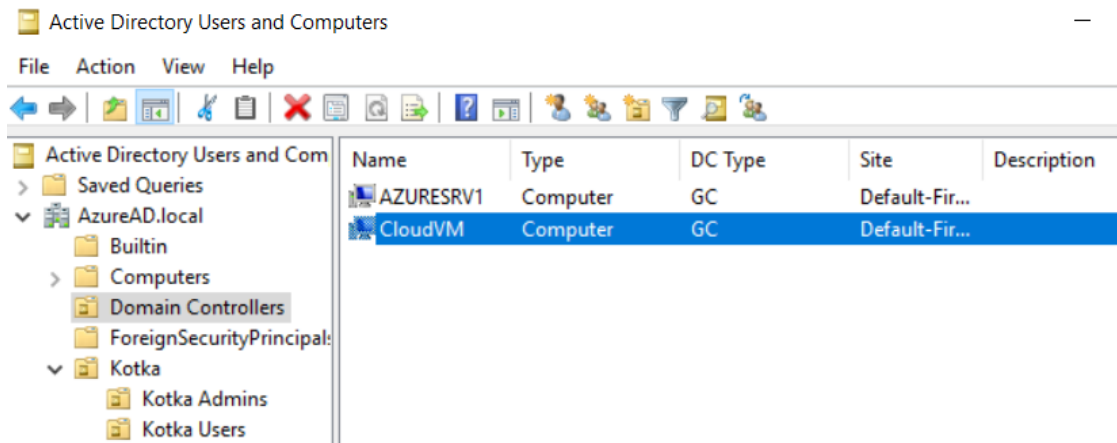 Active Directory Users and Computers
File Action View Help
Active Directory Users and Com
Saved Queries
AzureAD.local
Builtin
Computers
Domain Controllers
ForeignSecurityPrincipals
Kotka
Kotka Admins
Kotka Users
Name Type DC Type Site Description
AZURESRV1 Computer GC Default-Fir...
CloudVM Computer GC Default-Fir...